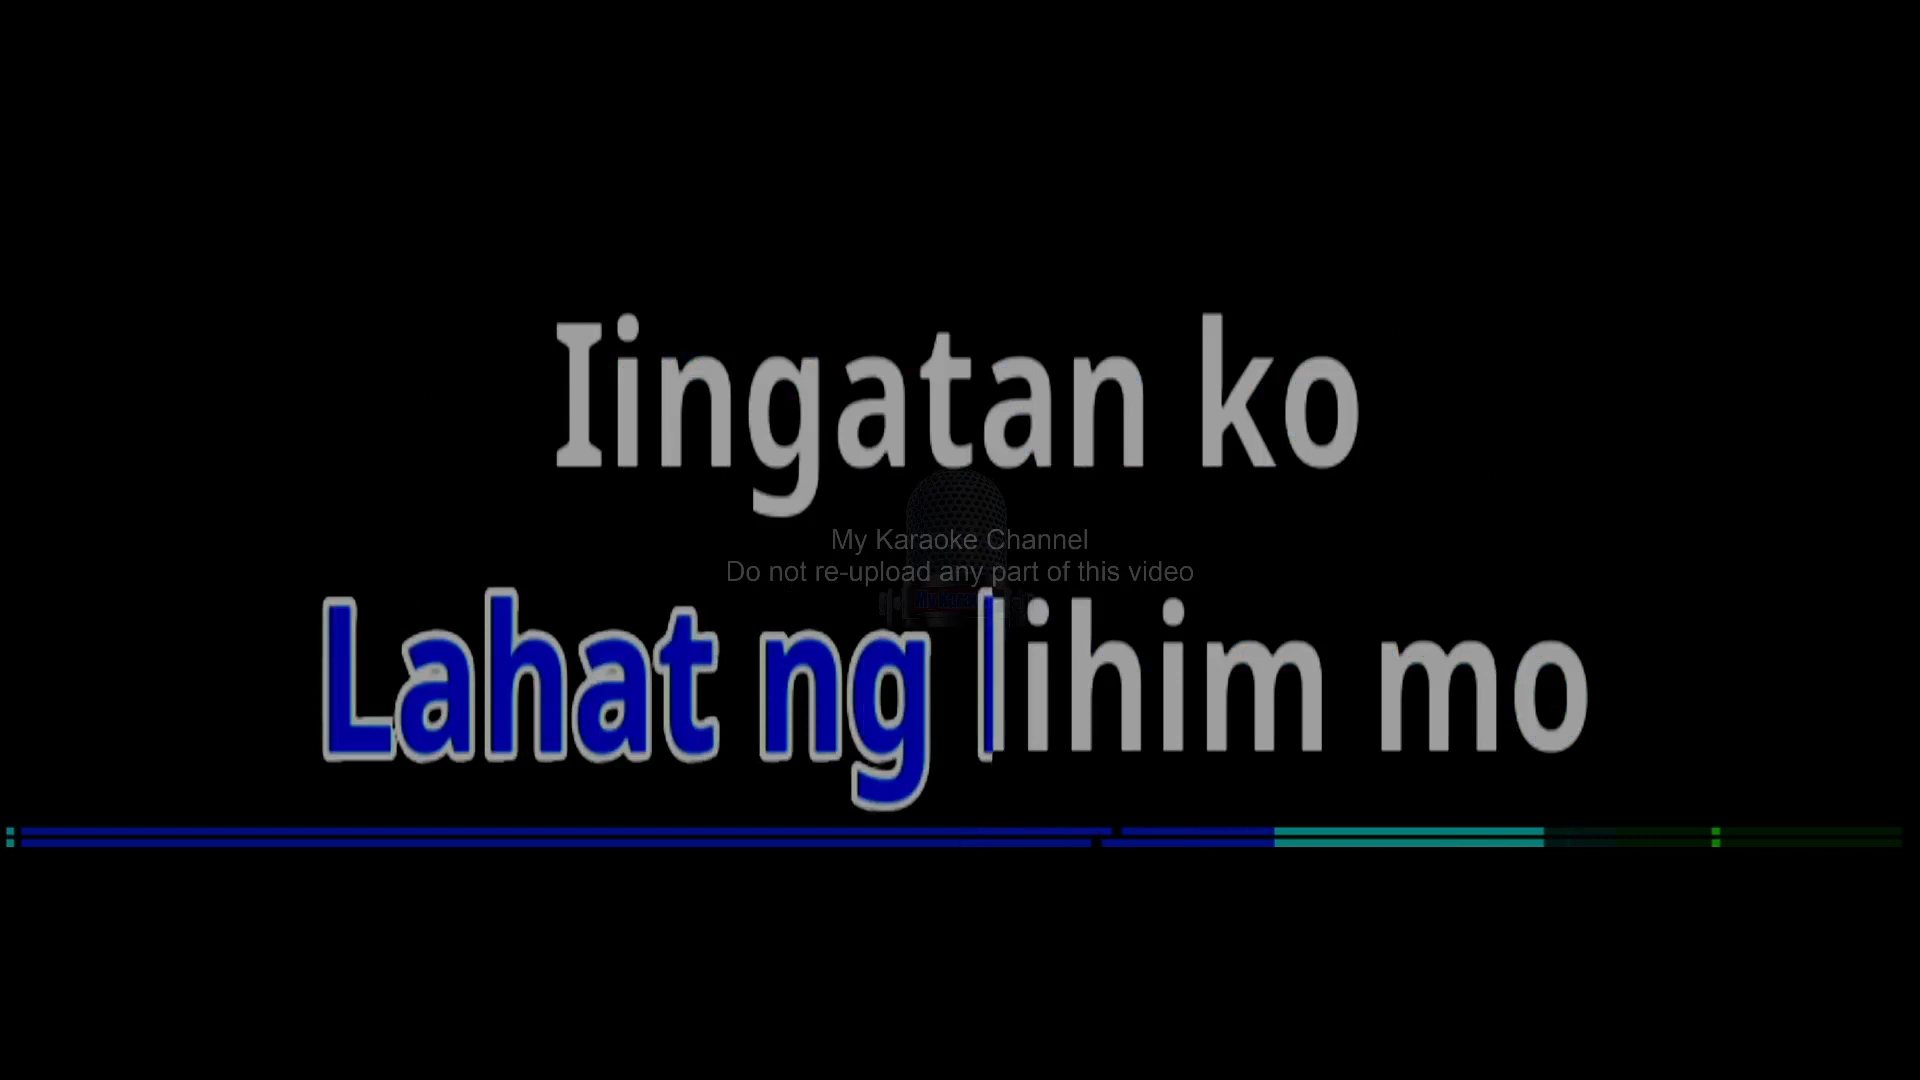 Iingatan ko
My Karaoke Channel
Do not re-upload any part of this video
Lahat ng lihim mo